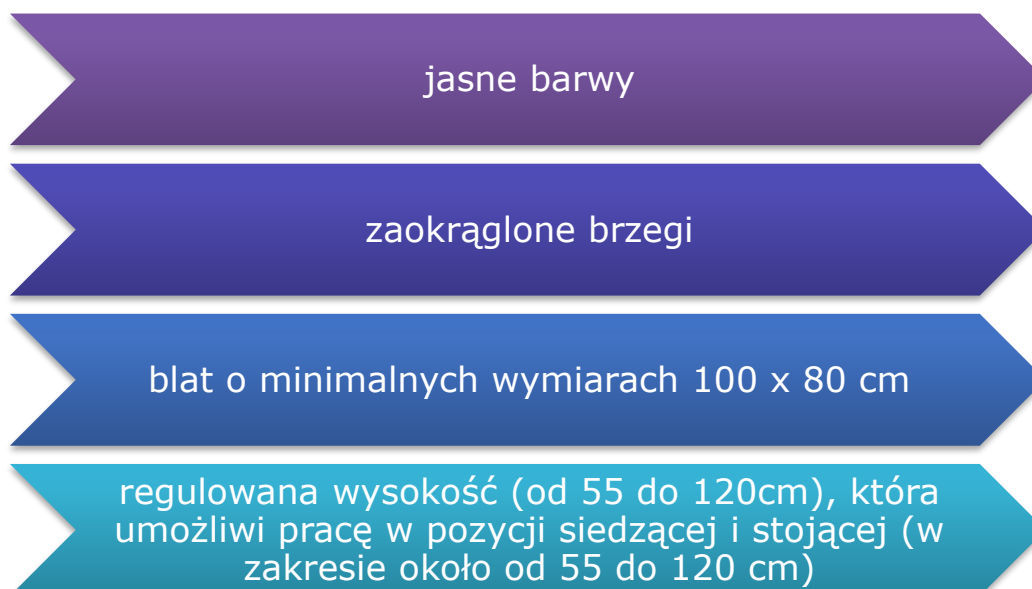 jasne barwy
zaokrąglone brzegi
blat o minimalnych wymiarach 100 x 80 cm
regulowana wysokość (od 55 do 120cm), która
umożliwi pracę w pozycji siedzącej i stojącej (w
zakresie około od 55 do 120 cm)